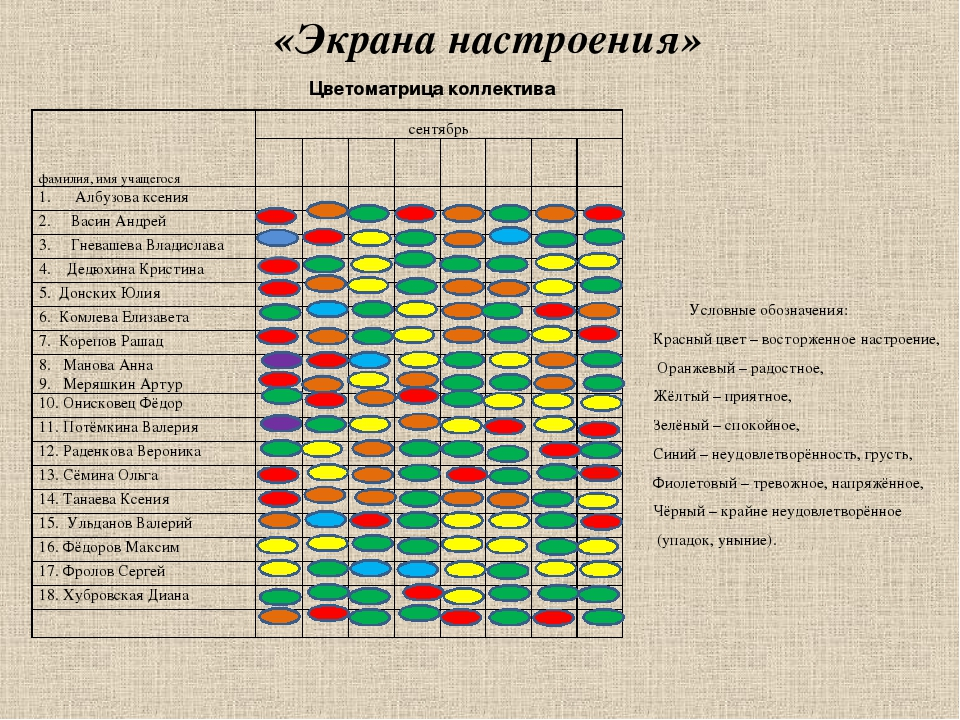 «Экрана настроения»
Цветоматрица коллектива
сентябрь
фамилия, имя учащегося
1. Албузова ксения
2. Васин Андрей
3. Гневашева Владислава
4. Дедюхина Кристина
5. Донских Юлия
6. Комлева Елизавета
7. Корепов Рашад
8. Манова Анна
9. Меряшкин Артур
10. Онисковец Фёдор
11. Потёмкина Валерия
12. Раденкова Вероника
13. Сёмина Ольга
14. Танаева Ксения
15. Ульданов Валерий
16. Фёдоров Максим
17. Фролов Сергей
18. Хубровская Диана
Условные обозначения:
Красный цвет – восторженное настроение,
Оранжевый – радостное,
Жёлтый – приятное,
Зелёный – спокойное,
Синий – неудовлетворённость, грусть,
Фиолетовый – тревожное, напряжённое,
Чёрный – крайне неудовлетворённое
(упадок, уныние).